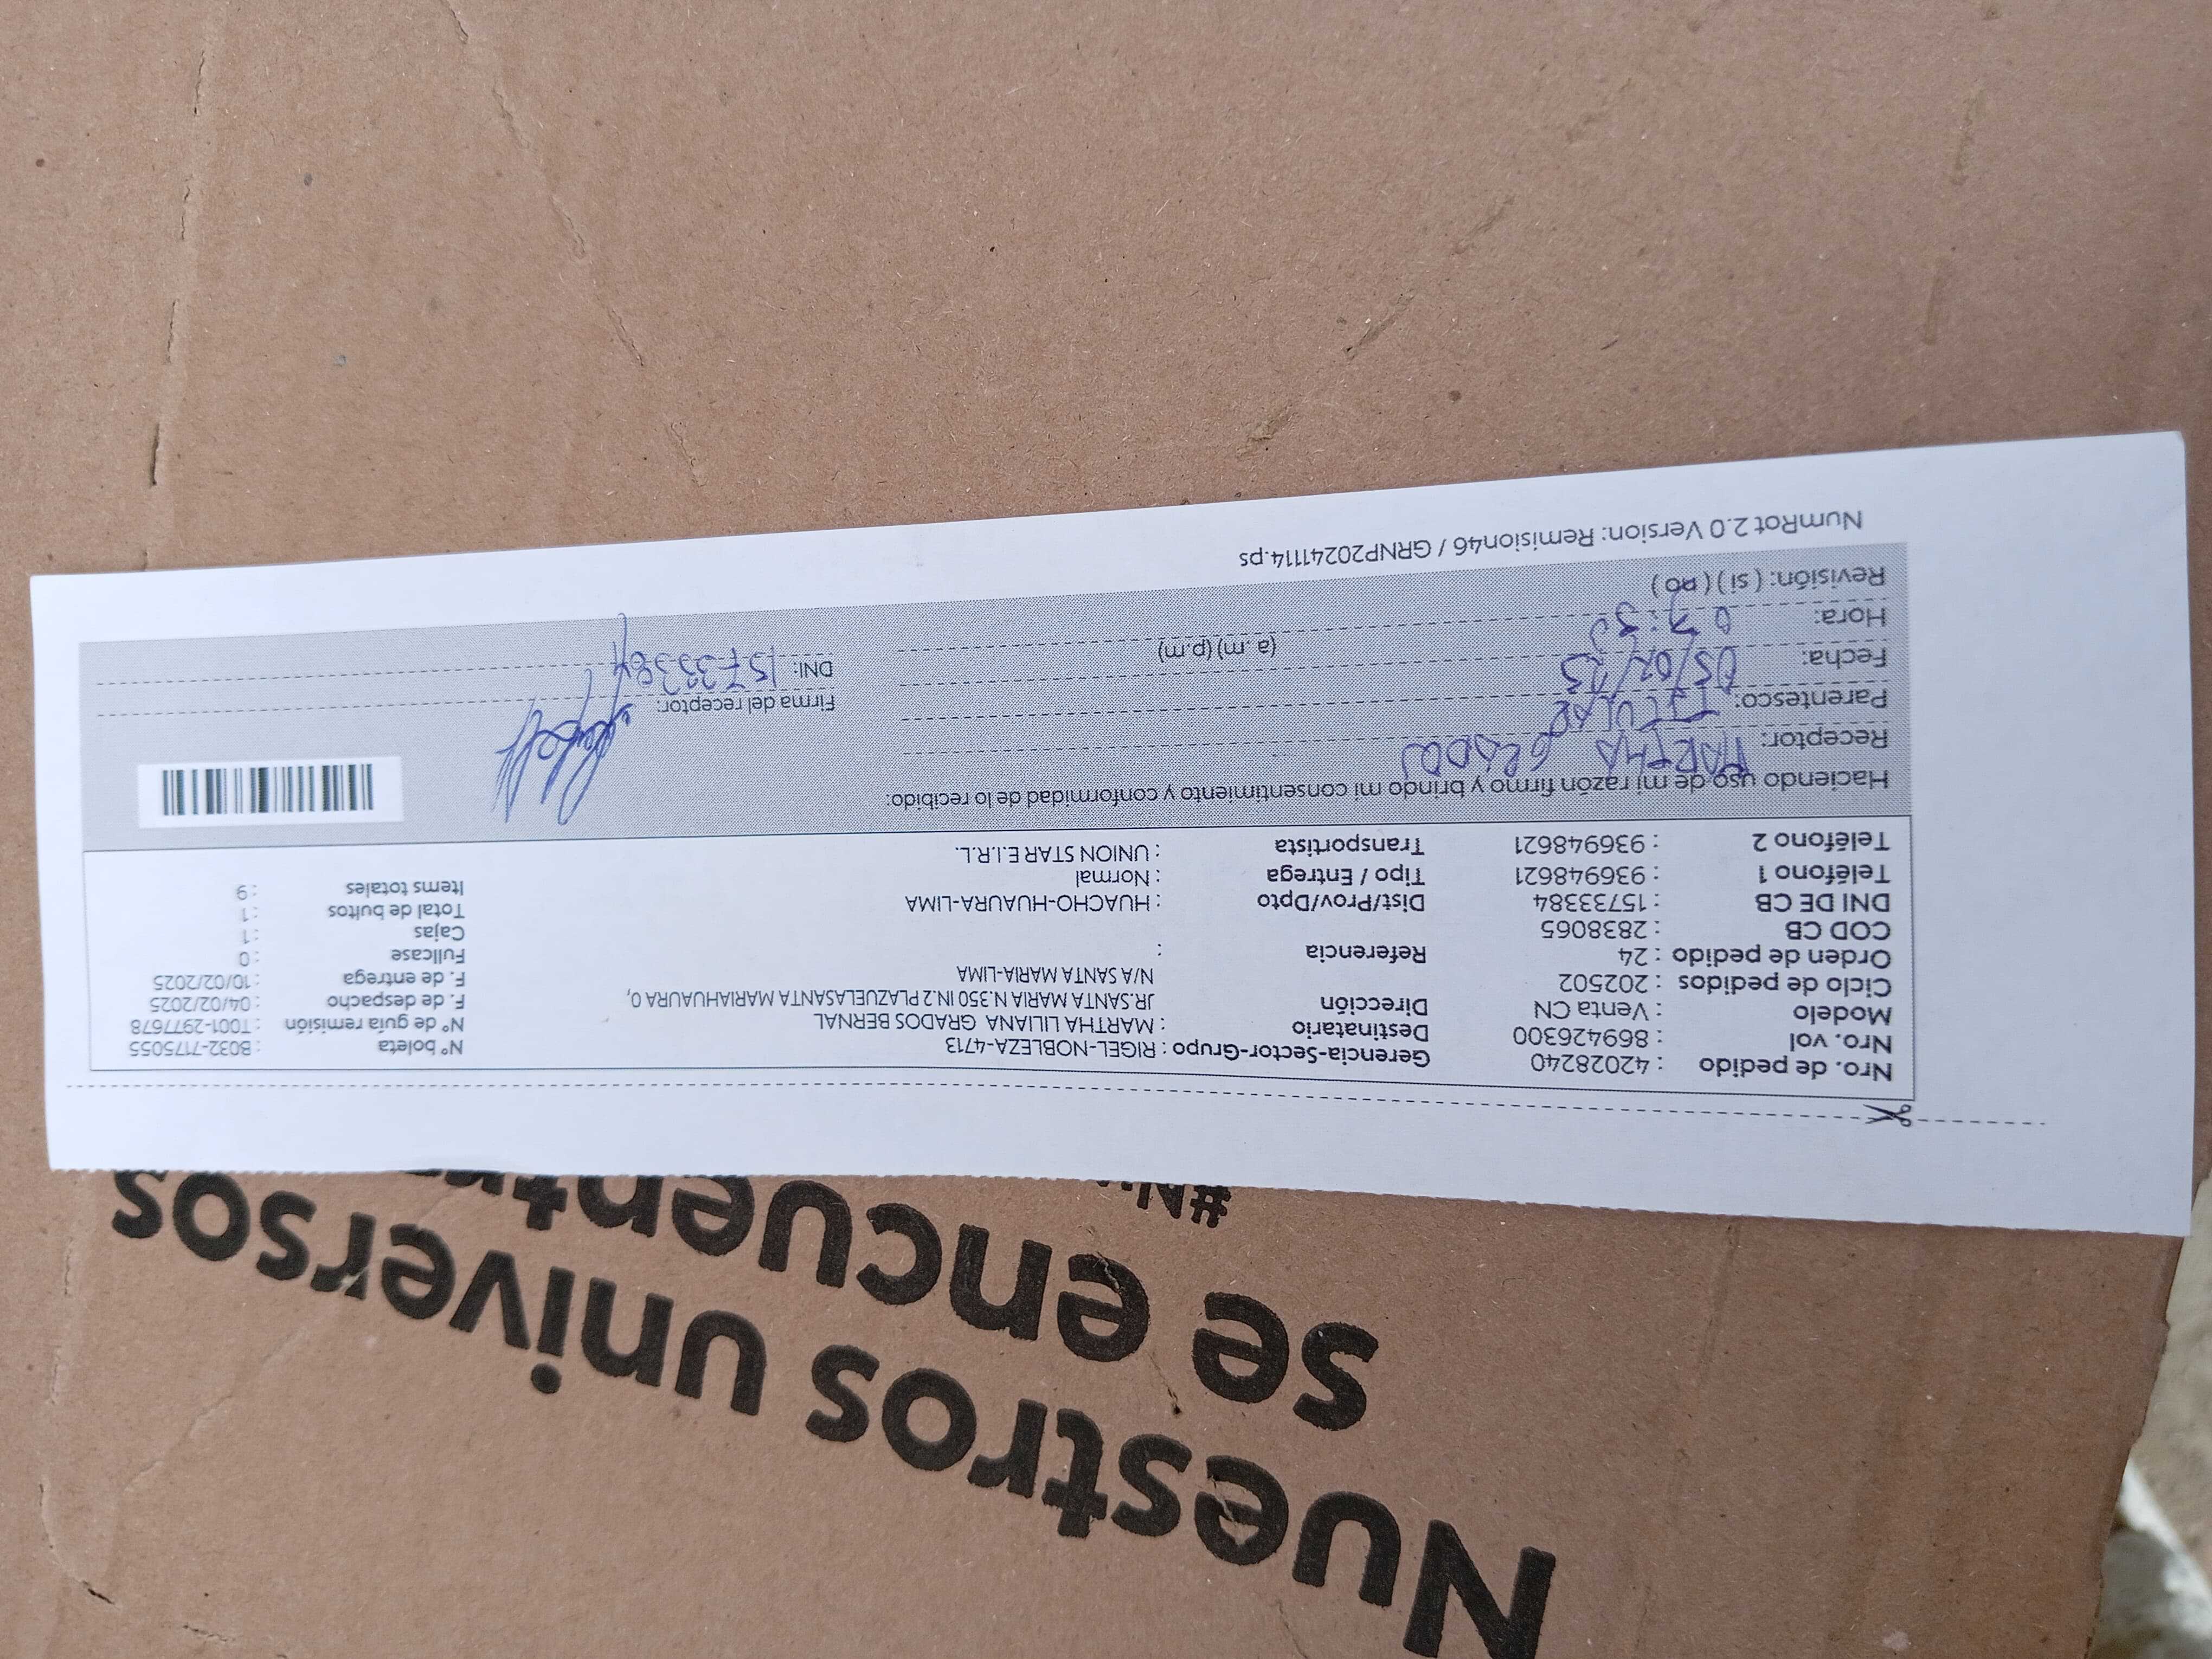 Nro. de pedido : 42028240 Gerencia-Sector-Grupo : RIGEL-NOBLEZA-4713 N° boleta : B032-7175055
Nro. vol : 869426300 Destinatario : MARTHA LILIANA GRADOS BERNAL N° de guía remisión : T001-2977678
Modelo : Venta CN Dirección JR.SANTA MARIA N.350 IN.2 PLAZUELASANTA MARIAHUAURA 0, F. de despacho : 04/02/2025
Ciclo de pedidos : 202502 N/A SANTA MARIA-LIMA F. de entrega : 10/02/2025
Orden de pedido : 24 Referencia : Fullcase : 0
COD CB : 2838065 Cajas : 1
DNI DE CB : 15733384 Dist/Prov/Dpto : HUACHO-HUAURA-LIMA Total de bultos : 1
Teléfono 1 : 936948621 Tipo / Entrega : Normal Items totales : 9
Teléfono 2 : 936948621 Transportista : UNION STAR E.I.R.L.
Haciendo uso de mi razón firmo y brindo mi consentimiento y conformidad de lo recibido:
Receptor: MARTHA GRADOS
Parentesco: TITULAR Firma del receptor:
Fecha: 05/02/25 DNI: 15733384
Hora: 07:30 (a.m) (p.m)
Revisión: ( si ) ( no )
NumRot 2.0 Version: Remision46 / GRNP20241114.ps
Nuestros universos
se encuentr
#Niu